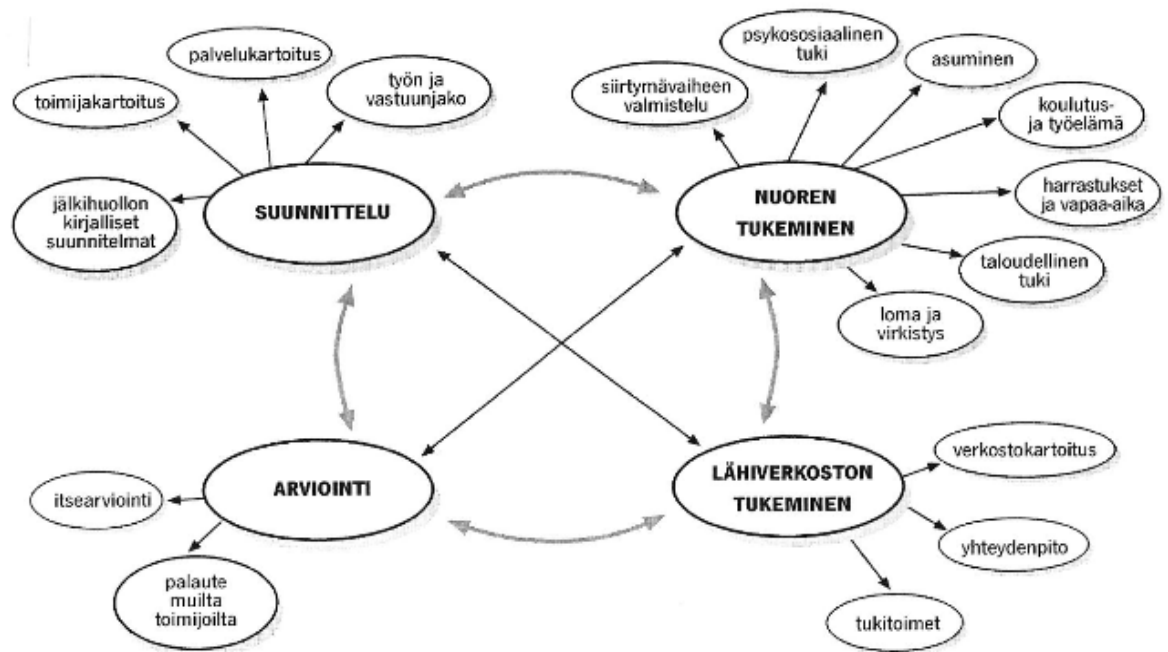 palvelukartoitus
työn ja
vastuunjako
toimijakartoitus
jälkihuollon
kirjalliset
suunnitelmat
SUUNNITTELU
psykososiaalinen
tuki
siirtymävaiheen
valmistelu
asuminen
koulutus-
ja työelämä
harrastukset
ja vapaa-aika
taloudellinen
tuki
loma ja
virkistys
NUOREN
TUKEMINEN
ARVIOINTI
itsearviointi
palaute
muilta
toimijoilta
LÄHIVERKOSTON
TUKEMINEN
verkostokartoitus
yhteydenpito
tukitoimet